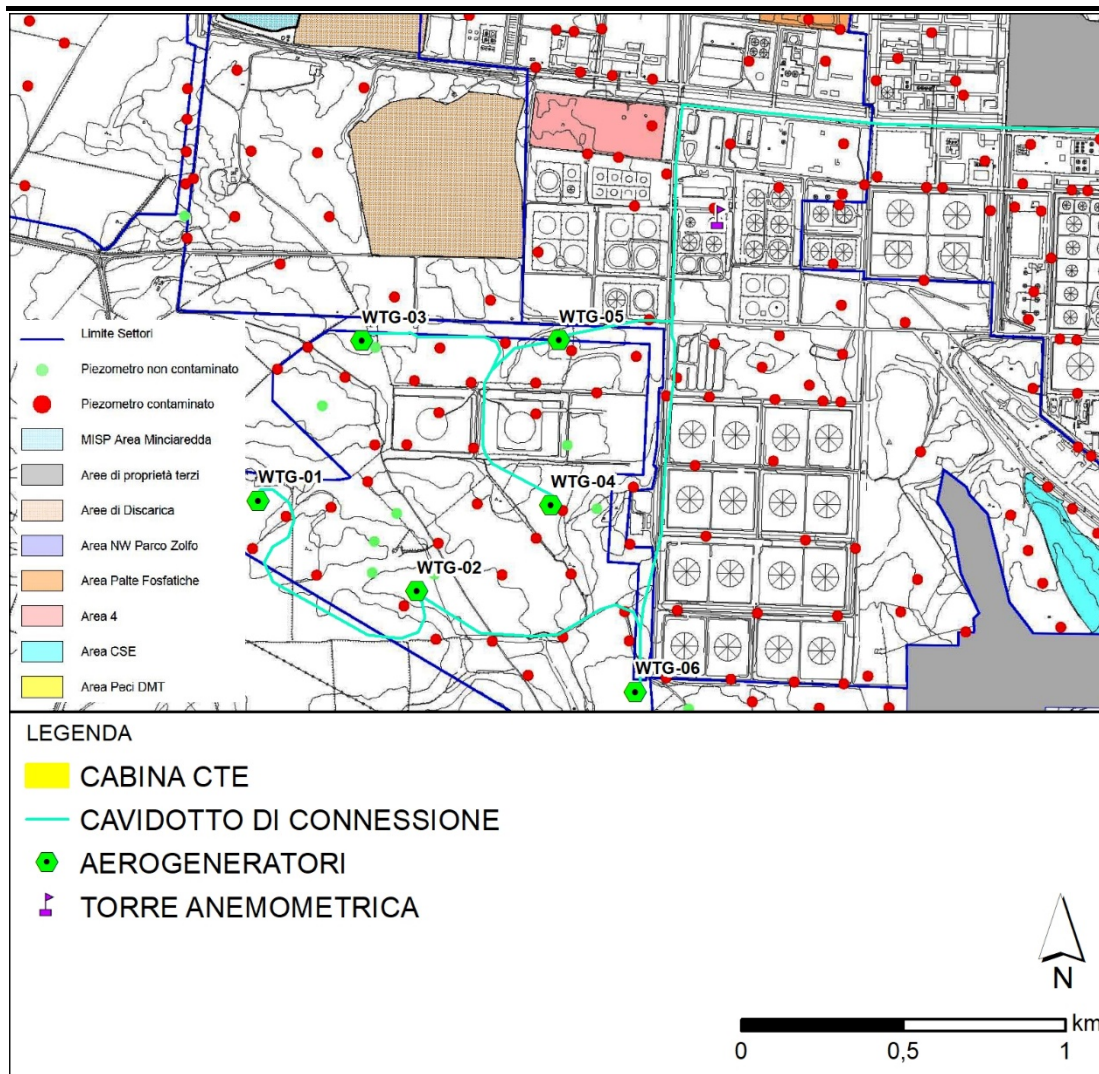 WTG-03
WTG-05
WTG-01
WTG-04
WTG-02
WTG-06
Limite Settori
Piezometro non contaminato
Piezometro contaminato
MISP Area Minciaredda
Aree di proprietà terzi
Aree di Discarica
Area NW Parco Zolfo
Area Palte Fosfatiche
Area 4
Area CSE
Area Peci DMT
LEGENDA
CABINA CTE
CAVIDOTTO DI CONNESSIONE
AEROGENERATORI
TORRE ANEMOMETRICA
N
km
0 0,5 1